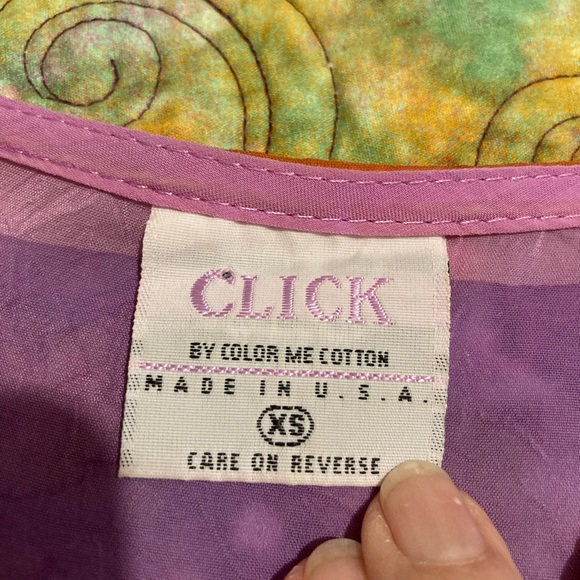 CLICK
BY COLOR ME COTTON
MADE IN U.S.A.
XS
CARE ON REVERSE